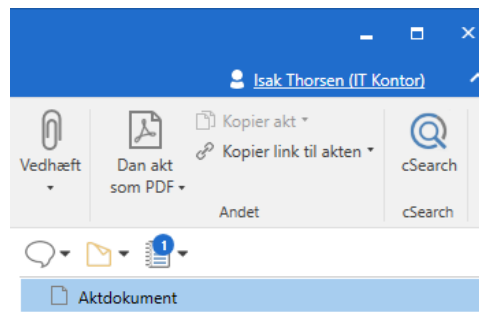 Isak Thorsen (IT Kontor)
Vedhæft
Dan akt
som PDF
Kopier akt
Kopier link til akten
cSearch
Andet
cSearch
1
Aktdokument